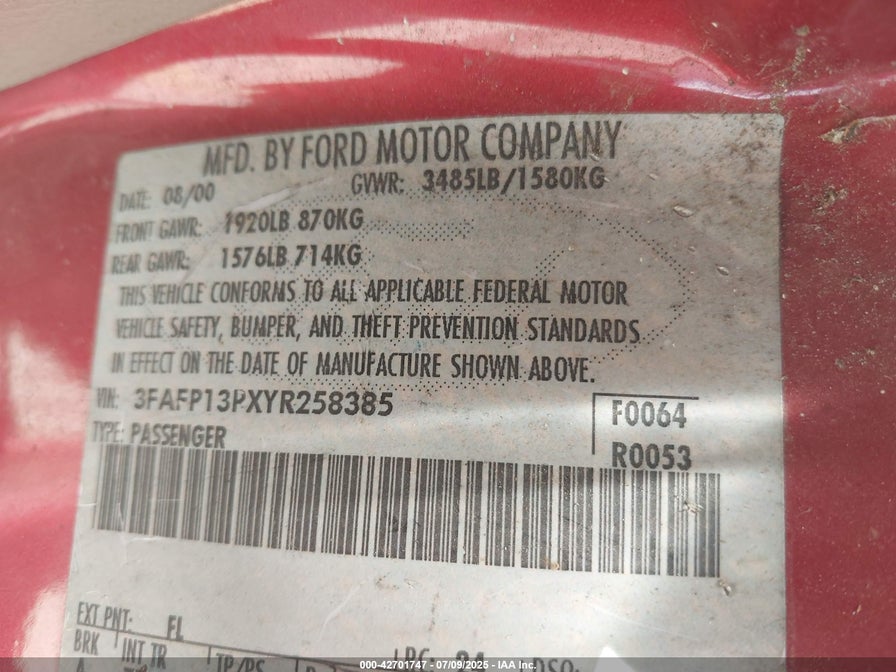 MFD. BY FORD MOTOR COMPANY
DATE: 08/00 GVWR: 3485LB/1580KG
FRONT GAWR: 1920LB 870KG
REAR GAWR: 1576LB 714KG
THIS VEHICLE CONFORMS TO ALL APPLICABLE FEDERAL MOTOR
VEHICLE SAFETY, BUMPER, AND THEFT PREVENTION STANDARDS
IN EFFECT ON THE DATE OF MANUFACTURE SHOWN ABOVE.
VIN: 3FAFP13PXYR258385
F0064
TYPE: PASSENGER
R0053
EXT PNT: FL
BRK INT TR TP/PS
000-42701747 - 07/09/2025 - IAA Inc.